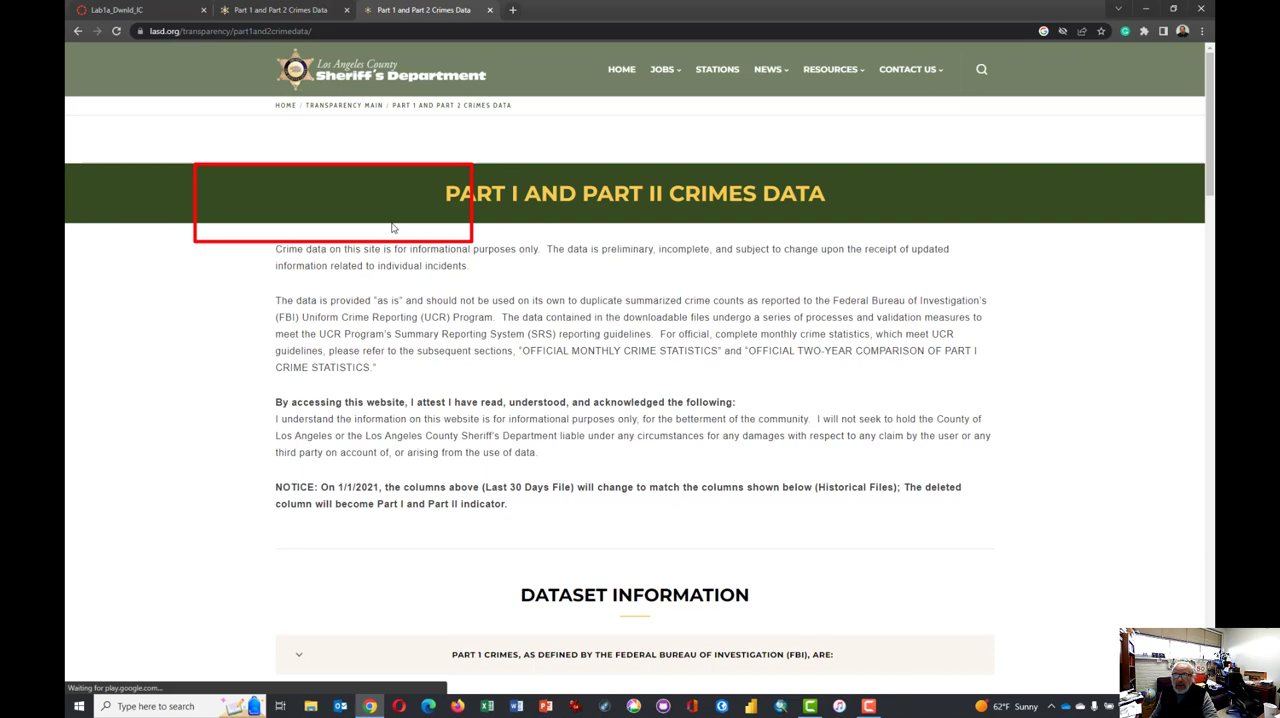 Lab1a_Dwnld_IC
Part 1 and Part 2 Crimes Data
Part 1 and Part 2 Crimes Data
lasd.org/transparency/part1and2crimedata/
Los Angeles County
Sheriff's Department
HOME JOBS STATIONS NEWS RESOURCES CONTACT US
HOME / TRANSPARENCY MAIN / PART 1 AND PART 2 CRIMES DATA
PART I AND PART II CRIMES DATA
Crime data on this site is for informational purposes only. The data is preliminary, incomplete, and subject to change upon the receipt of updated
information related to individual incidents.
The data is provided "as is" and should not be used on its own to duplicate summarized crime counts as reported to the Federal Bureau of Investigation's
(FBI) Uniform Crime Reporting (UCR) Program. The data contained in the downloadable files undergo a series of processes and validation measures to
meet the UCR Program's Summary Reporting System (SRS) reporting guidelines. For official, complete monthly crime statistics, which meet UCR
guidelines, please refer to the subsequent sections, "OFFICIAL MONTHLY CRIME STATISTICS" and "OFFICIAL TWO-YEAR COMPARISON OF PART I
CRIME STATISTICS."
By accessing this website, I attest I have read, understood, and acknowledged the following:
I understand the information on this website is for informational purposes only, for the betterment of the community. I will not seek to hold the County of
Los Angeles or the Los Angeles County Sheriff's Department liable under any circumstances for any damages with respect to any claim by the user or any
third party on account of, or arising from the use of data.
NOTICE: On 1/1/2021, the columns above (Last 30 Days File) will change to match the columns shown below (Historical Files); The deleted
column will become Part I and Part II indicator.
DATASET INFORMATION
PART 1 CRIMES, AS DEFINED BY THE FEDERAL BUREAU OF INVESTIGATION (FBI), ARE:
Waiting for play.google.com...
Type here to search
62°F Sunny